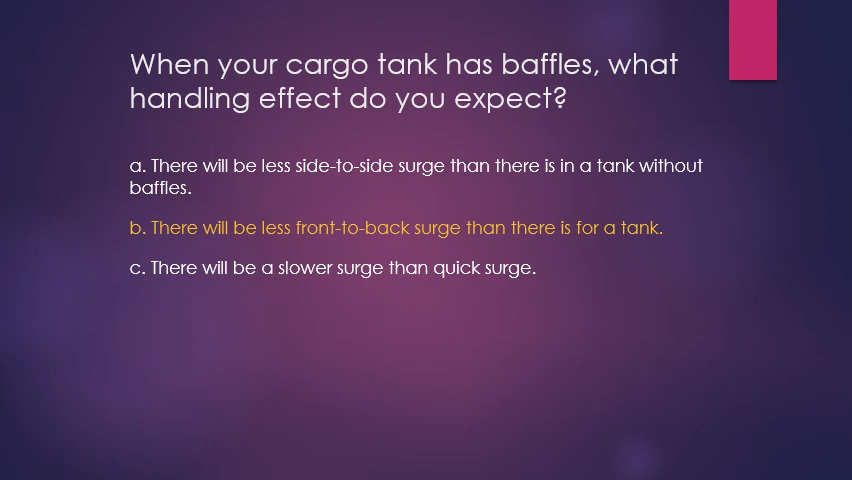 When your cargo tank has baffles, what
handling effect do you expect?
a. There will be less side-to-side surge than there is in a tank without
baffles.
b. There will be less front-to-back surge than there is for a tank.
c. There will be a slower surge than quick surge.